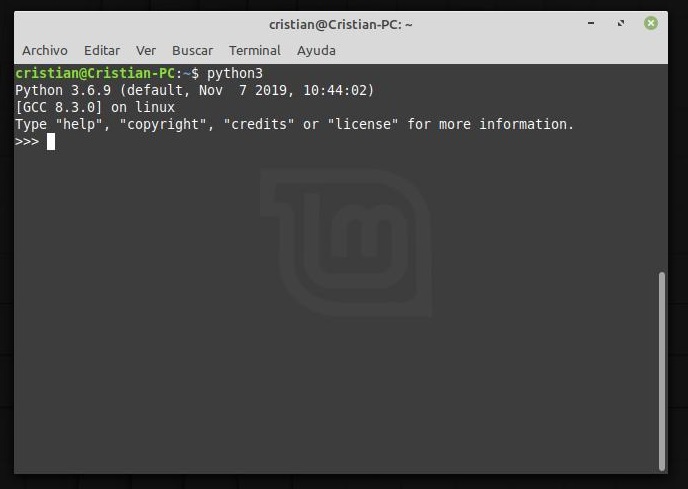 cristian@Cristian-PC: ~
Archivo Editar Ver Buscar Terminal Ayuda
cristian@Cristian-PC:~$ python3
Python 3.6.9 (default, Nov  7 2019, 10:44:02)
[GCC 8.3.0] on linux
Type "help", "copyright", "credits" or "license" for more information.
>>>